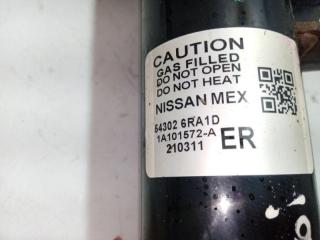 CAUTION
GAS FILLED
DO NOT OPEN
DO NOT HEAT
NISSAN MEX
54302 6RA1D
1A101572-A
210311
ER